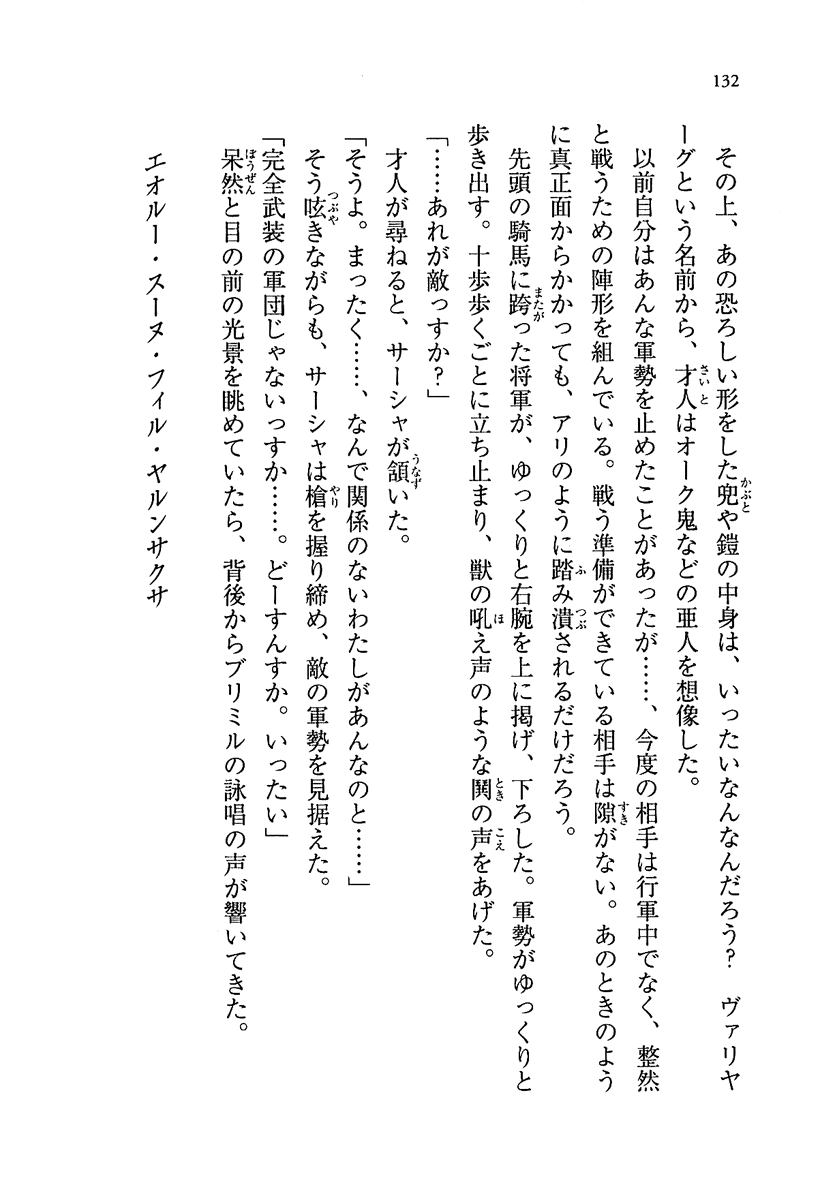 132
その上、あの恐ろしい形をした兜や鎧の中身は、いったいなんなんだろう？　ヴァリヤ
ーグという名前から、才人はオーク鬼などの亜人を想像した。
以前自分はあんな軍勢を止めたことがあったが……、今度の相手は行軍中でなく、整然
と戦うための陣形を組んでいる。戦う準備ができている相手は隙がない。あのときのよう
に真正面からかかっても、アリのように踏み潰されるだけだろう。
先頭の騎馬に跨った将軍が、ゆっくりと右腕を上に掲げ、下ろした。軍勢がゆっくりと
歩き出す。十歩歩くごとに立ち止まり、獣の吼え声のような鬨の声をあげた。
「……あれが敵っすか？」
才人が尋ねると、サーシャが頷いた。
「そうよ。まったく……、なんで関係のないわたしがあんなのと……」
そう呟きながらも、サーシャは槍を握り締め、敵の軍勢を見据えた。
「完全武装の軍団じゃないっすか……。どーすんすか。いったい」
呆然と目の前の光景を眺めていたら、背後からブリミルの詠唱の声が響いてきた。
エオルー・スーヌ・フィル・ヤルンサクサ